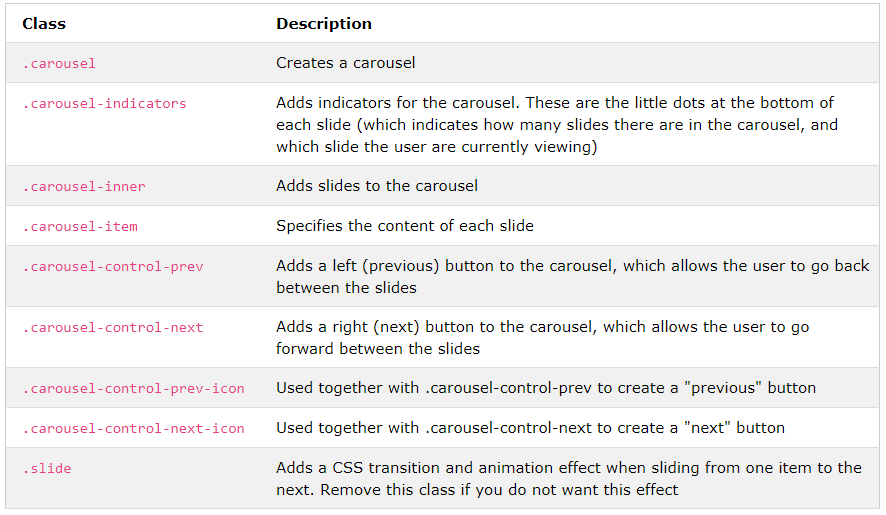 Class Description
.carousel Creates a carousel
.carousel-indicators Adds indicators for the carousel. These are the little dots at the bottom of
each slide (which indicates how many slides there are in the carousel, and
which slide the user are currently viewing)
.carousel-inner Adds slides to the carousel
.carousel-item Specifies the content of each slide
.carousel-control-prev Adds a left (previous) button to the carousel, which allows the user to go back
between the slides
.carousel-control-next Adds a right (next) button to the carousel, which allows the user to go
forward between the slides
.carousel-control-prev-icon Used together with .carousel-control-prev to create a "previous" button
.carousel-control-next-icon Used together with .carousel-control-next to create a "next" button
.slide Adds a CSS transition and animation effect when sliding from one item to the
next. Remove this class if you do not want this effect